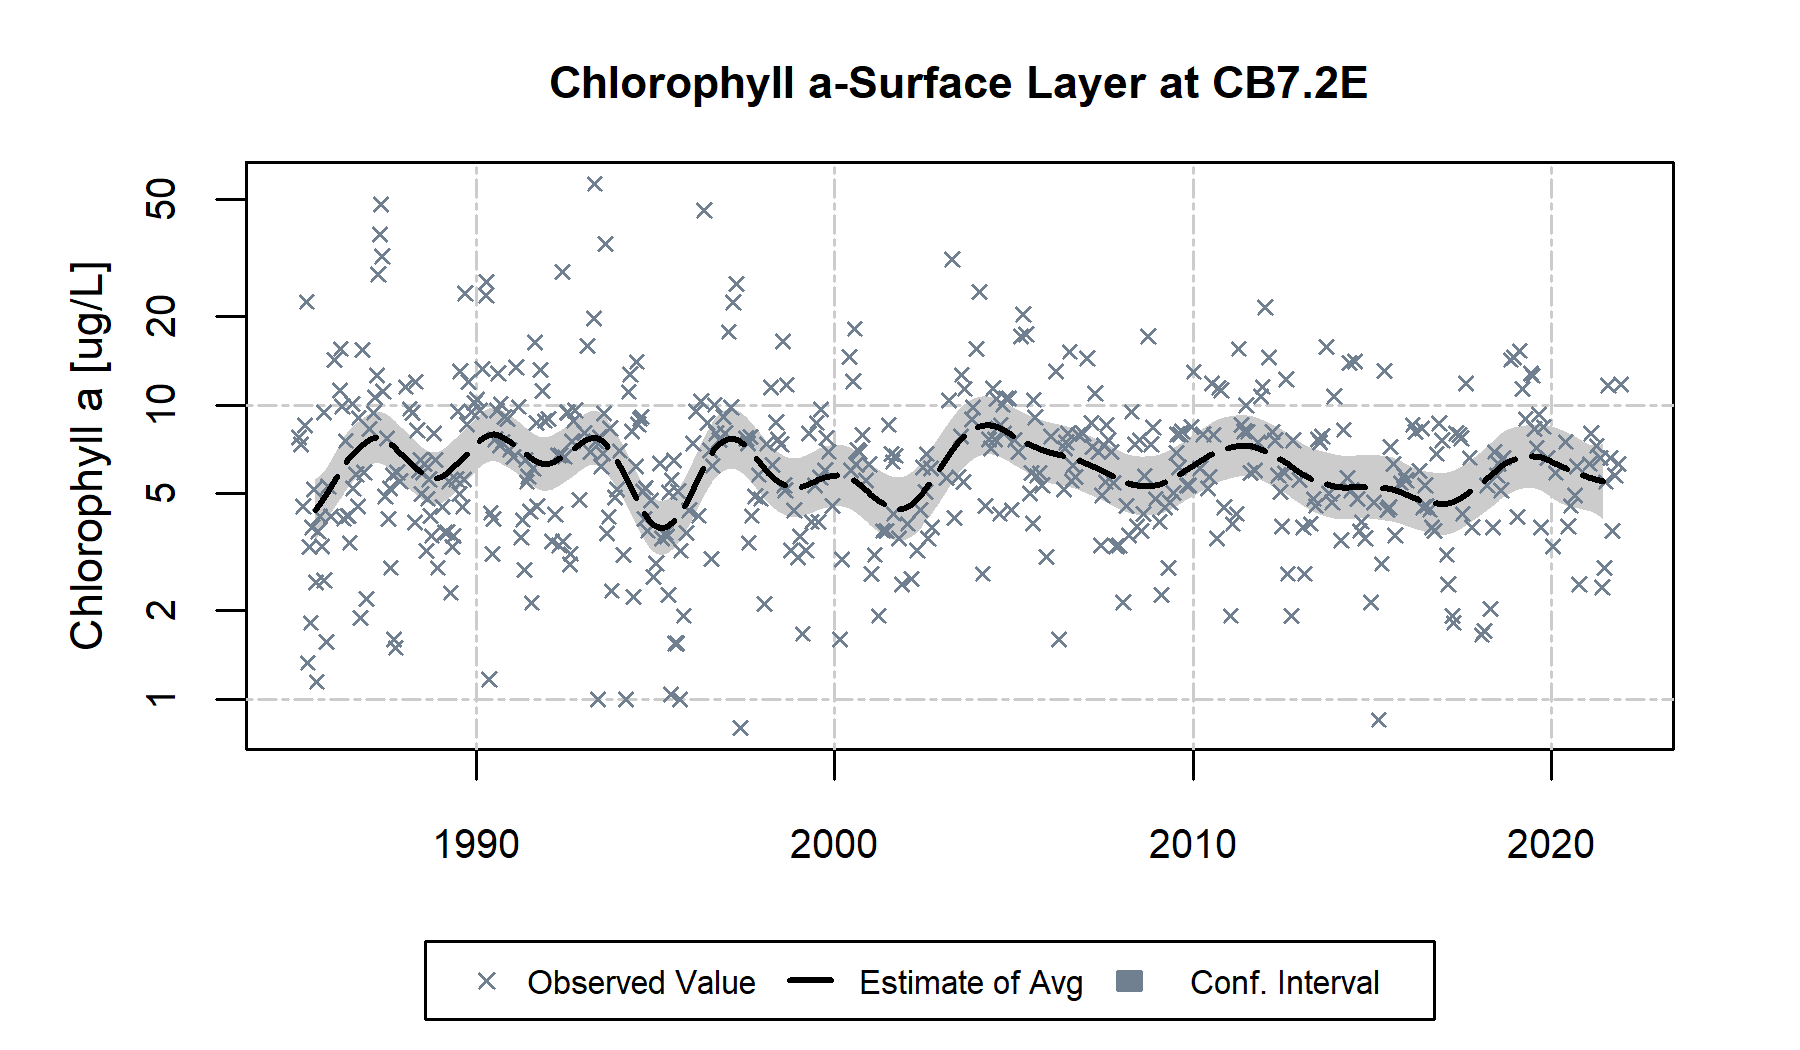 Chlorophyll a-Surface Layer at CB7.2E
Chlorophyll a [ug/L]
50
20
10
5
2
1
1990 2000 2010 2020
Observed Value Estimate of Avg Conf. Interval